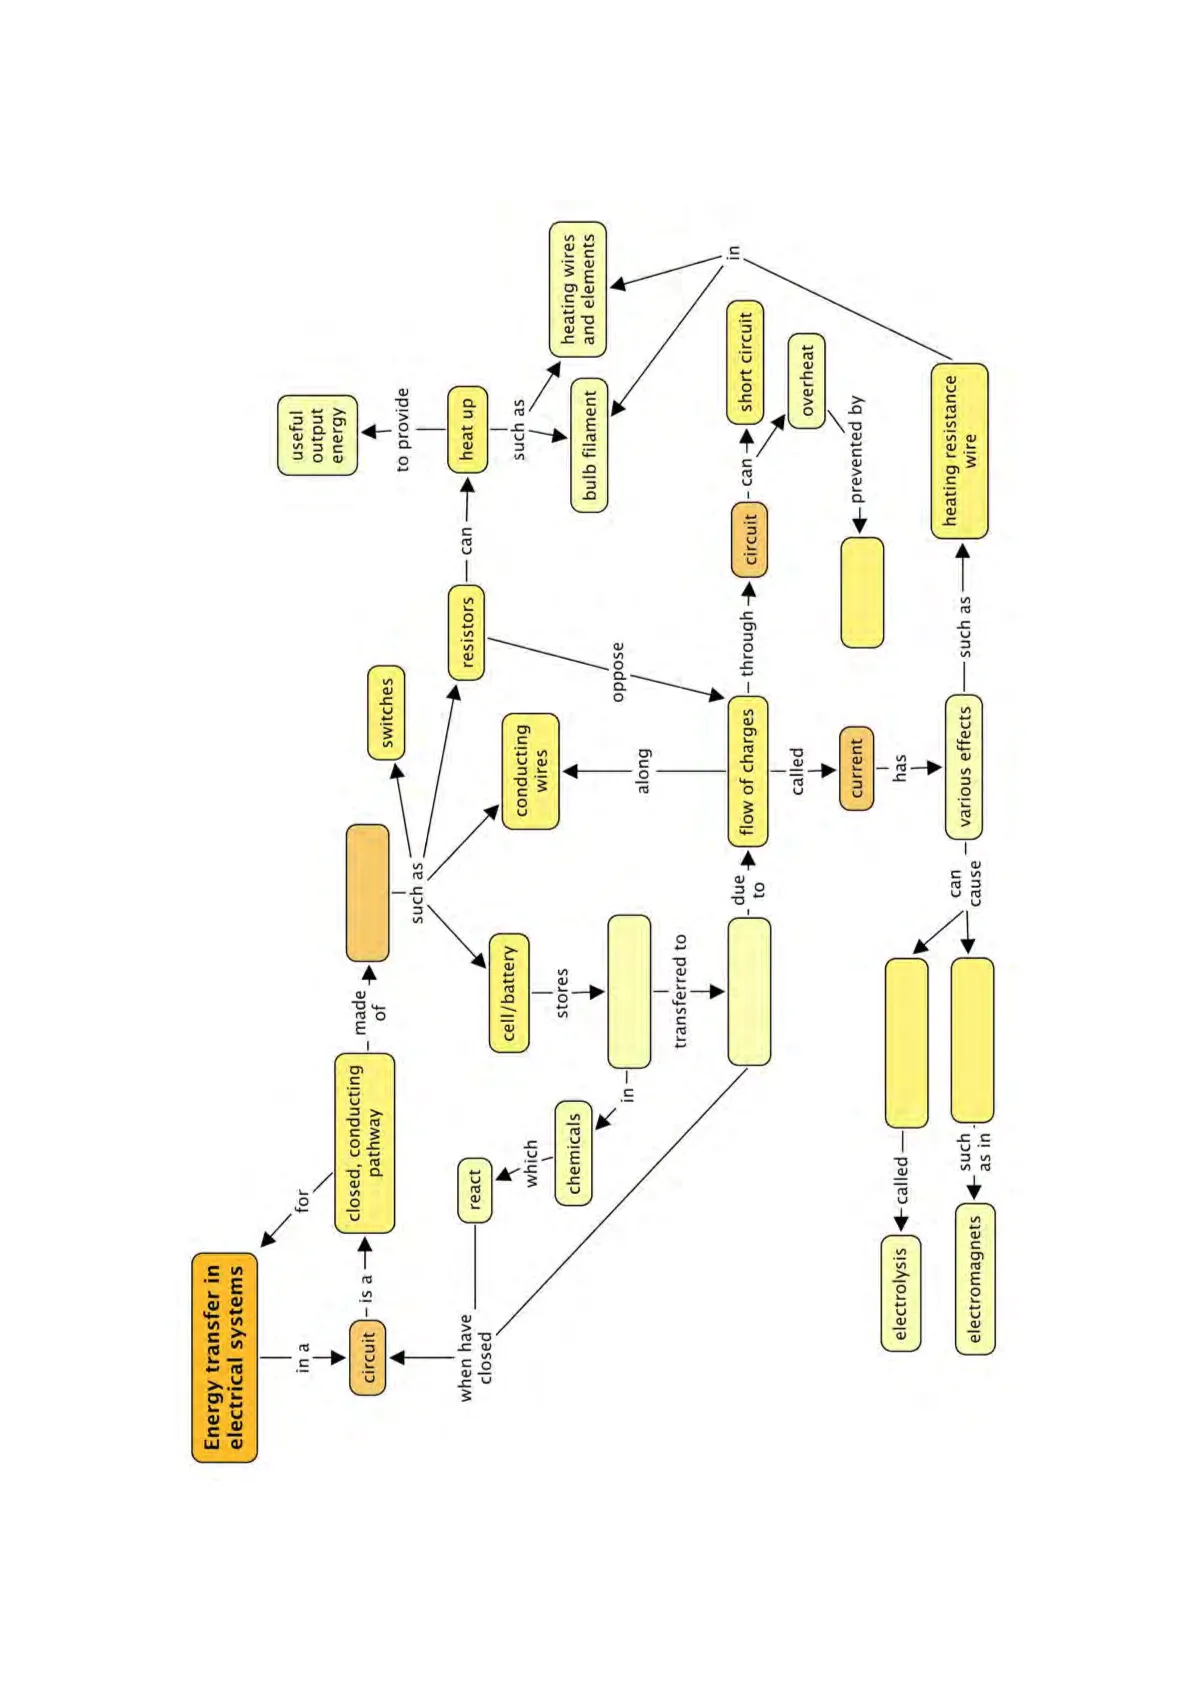 Energy transfer in
electrical systems
in a
for
circuit
is a
closed, conducting
pathway
made
of
such as
switches
resistors
can
heat up
to provide
useful
output
energy
such as
bulb filament
heating wires
and elements
conducting
wires
cell/battery
stores
in
chemicals
which
react
when have
closed
transferred to
due
to
flow of charges
along
oppose
through
circuit
can
short circuit
overheat
prevented by
called
current
has
various effects
such as
heating resistance
wire
in
can
cause
called
electrolysis
such
as in
electromagnets